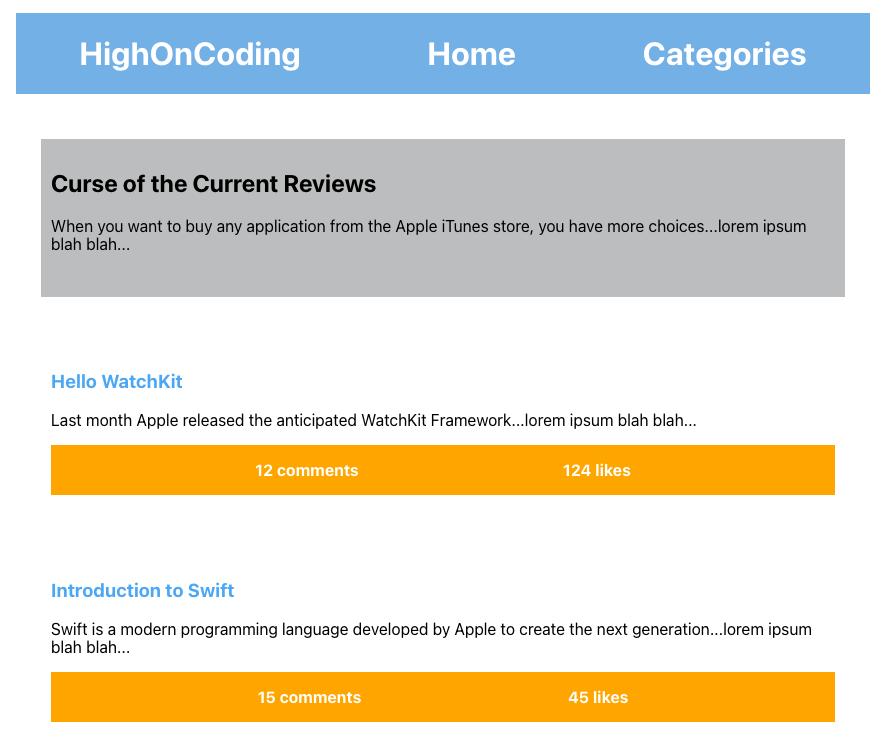 HighOnCoding Home Categories
Curse of the Current Reviews
When you want to buy any application from the Apple iTunes store, you have more choices...lorem ipsum
blah blah...
Hello WatchKit
Last month Apple released the anticipated WatchKit Framework...lorem ipsum blah blah...
12 comments 124 likes
Introduction to Swift
Swift is a modern programming language developed by Apple to create the next generation...lorem ipsum
blah blah...
15 comments 45 likes